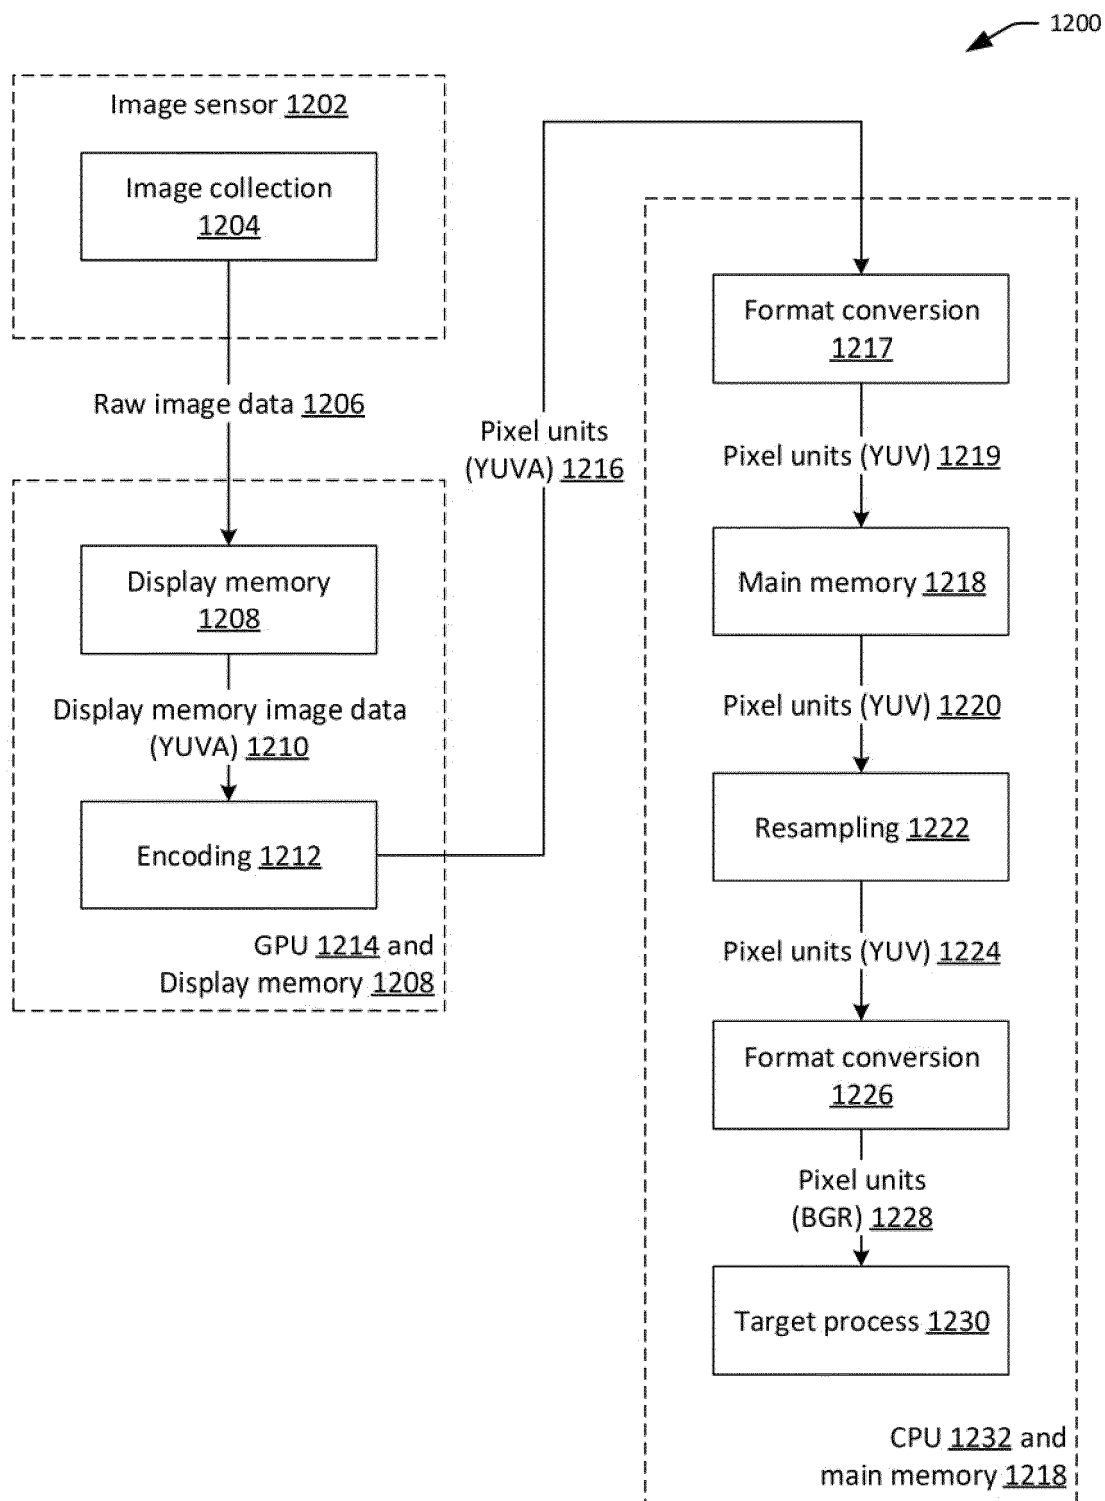 1200
Image sensor 1202
Image collection
1204
Raw image data 1206
Display memory
1208
Display memory image data
(YUVA) 1210
Encoding 1212
GPU 1214 and
Display memory 1208
Pixel units
(YUVA) 1216
Format conversion
1217
Pixel units (YUV) 1219
Main memory 1218
Pixel units (YUV) 1220
Resampling 1222
Pixel units (YUV) 1224
Format conversion
1226
Pixel units
(BGR) 1228
Target process 1230
CPU 1232 and
main memory 1218